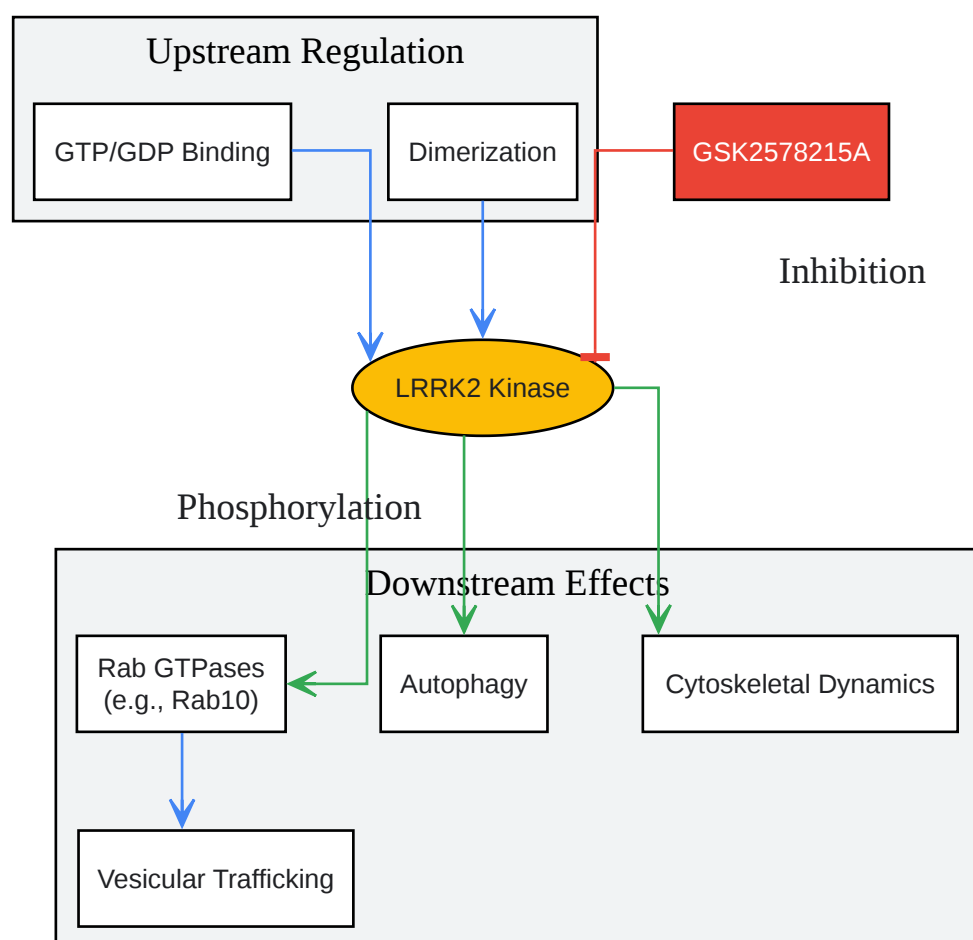 Upstream Regulation
GTP/GDP Binding
Dimerization
GSK2578215A
Inhibition
LRRK2 Kinase
Phosphorylation
Downstream Effects
Rab GTPases
(e.g., Rab10)
Autophagy
Cytoskeletal Dynamics
Vesicular Trafficking